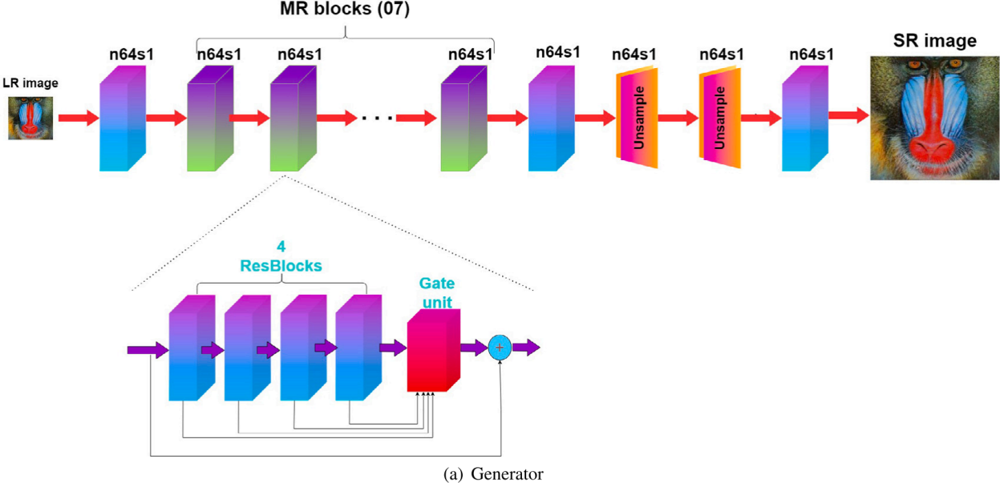 MR blocks (07)
SR image
LR image
n64s1
n64s1
n64s1
n64s1
n64s1
n64s1
n64s1
n64s1
Unsample
Unsample
4
ResBlocks
Gate
unit
+
(a) Generator